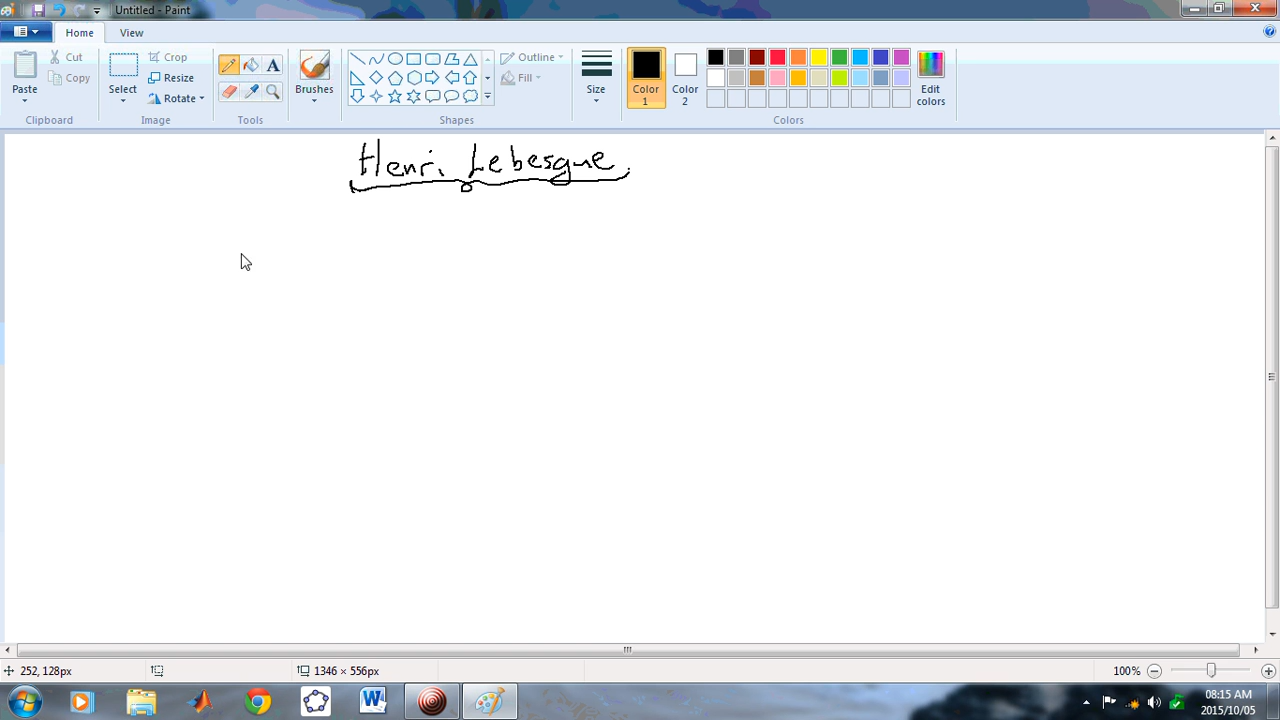 Untitled - Paint
Home View
Cut
Copy
Paste
Clipboard
Crop
Resize
Rotate
Select
Image
A
Tools
Brushes
Outline
Fill
Shapes
Size
Color 1
Color 2
Edit colors
Colors
Henri Lebesgue
252, 128px
1346 × 556px
100%
W
08:15 AM
2015/10/05